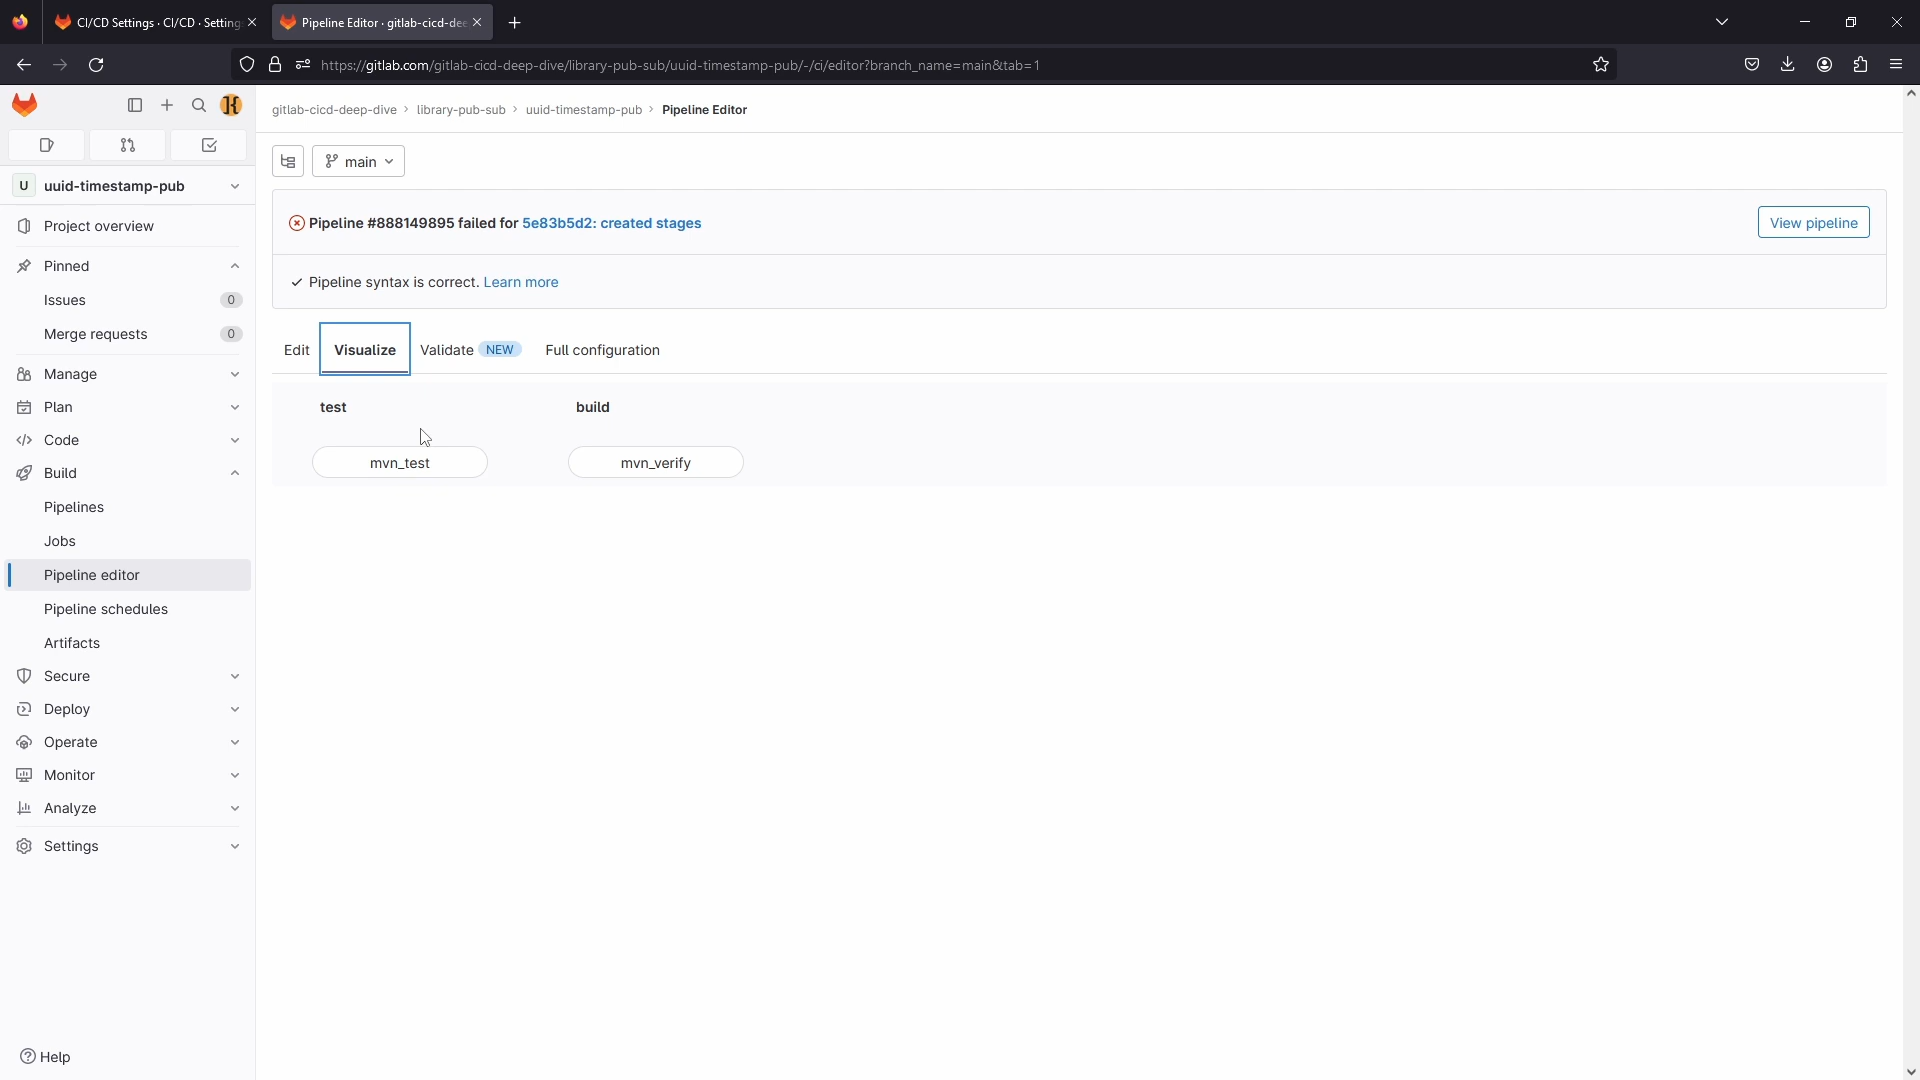 CI/CD Settings · CI/CD · Setting
Pipeline Editor · gitlab-cicd-dee
https://gitlab.com/gitlab-cicd-deep-dive/library-pub-sub/uuid-timestamp-pub/-/ci/editor?branch_name=main&tab=1
gitlab-cicd-deep-dive › library-pub-sub › uuid-timestamp-pub › Pipeline Editor
U uuid-timestamp-pub
Project overview
Pinned
Issues 0
Merge requests 0
Manage
Plan
Code
Build
Pipelines
Jobs
Pipeline editor
Pipeline schedules
Artifacts
Secure
Deploy
Operate
Monitor
Analyze
Settings
Help
main
Pipeline #888149895 failed for 5e83b5d2: created stages
View pipeline
Pipeline syntax is correct. Learn more
Edit Visualize Validate NEW Full configuration
test build
mvn_test mvn_verify